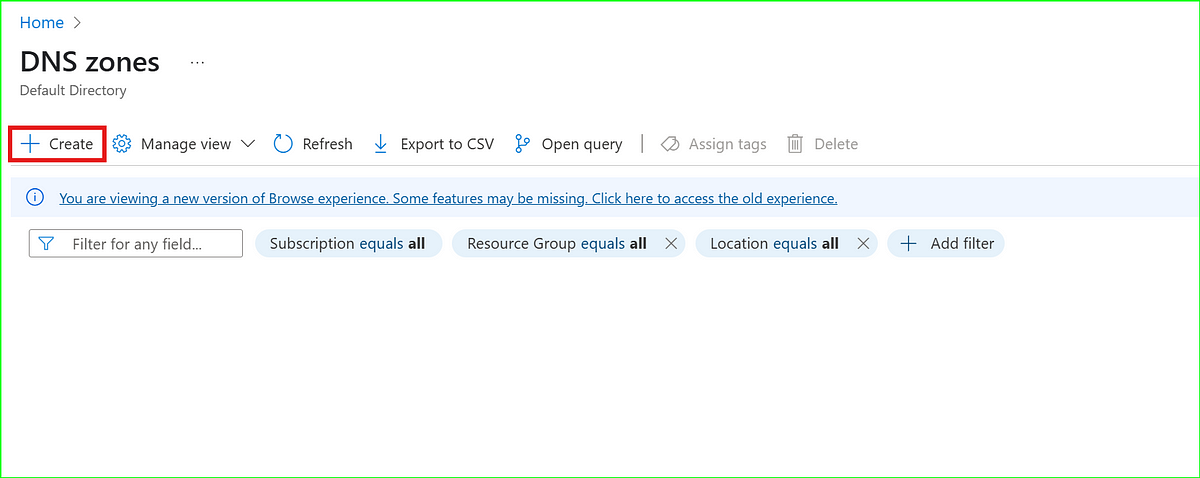 Home
DNS zones ...
Default Directory
Create Manage view Refresh Export to CSV Open query Assign tags Delete
You are viewing a new version of Browse experience. Some features may be missing. Click here to access the old experience.
Filter for any field... Subscription equals all Resource Group equals all Location equals all Add filter